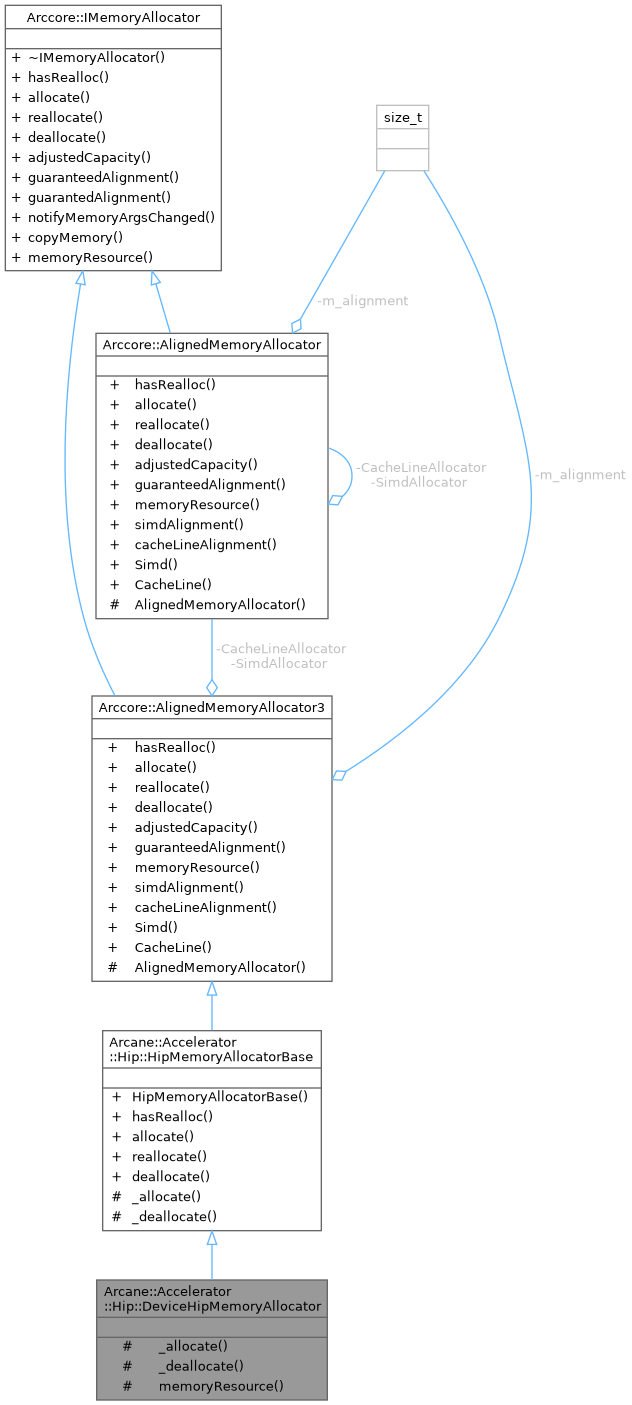 Arccore::IMemoryAllocator
+ ~IMemoryAllocator()
+ hasRealloc()
+ allocate()
+ reallocate()
+ deallocate()
+ adjustedCapacity()
+ guaranteedAlignment()
+ guarantedAlignment()
+ notifyMemoryArgsChanged()
+ copyMemory()
+ memoryResource()
size_t
-m_alignment
Arccore::AlignedMemoryAllocator
+ hasRealloc()
+ allocate()
+ reallocate()
+ deallocate()
+ adjustedCapacity()
+ guaranteedAlignment()
+ memoryResource()
+ simdAlignment()
+ cacheLineAlignment()
+ Simd()
+ CacheLine()
# AlignedMemoryAllocator()
-CacheLineAllocator
-SimdAllocator
-m_alignment
-CacheLineAllocator
-SimdAllocator
Arccore::AlignedMemoryAllocator3
+ hasRealloc()
+ allocate()
+ reallocate()
+ deallocate()
+ adjustedCapacity()
+ guaranteedAlignment()
+ memoryResource()
+ simdAlignment()
+ cacheLineAlignment()
+ Simd()
+ CacheLine()
# AlignedMemoryAllocator()
Arcane::Accelerator
::Hip::HipMemoryAllocatorBase
+ HipMemoryAllocatorBase()
+ hasRealloc()
+ allocate()
+ reallocate()
+ deallocate()
# _allocate()
# _deallocate()
Arcane::Accelerator
::Hip::DeviceHipMemoryAllocator
# _allocate()
# _deallocate()
# memoryResource()